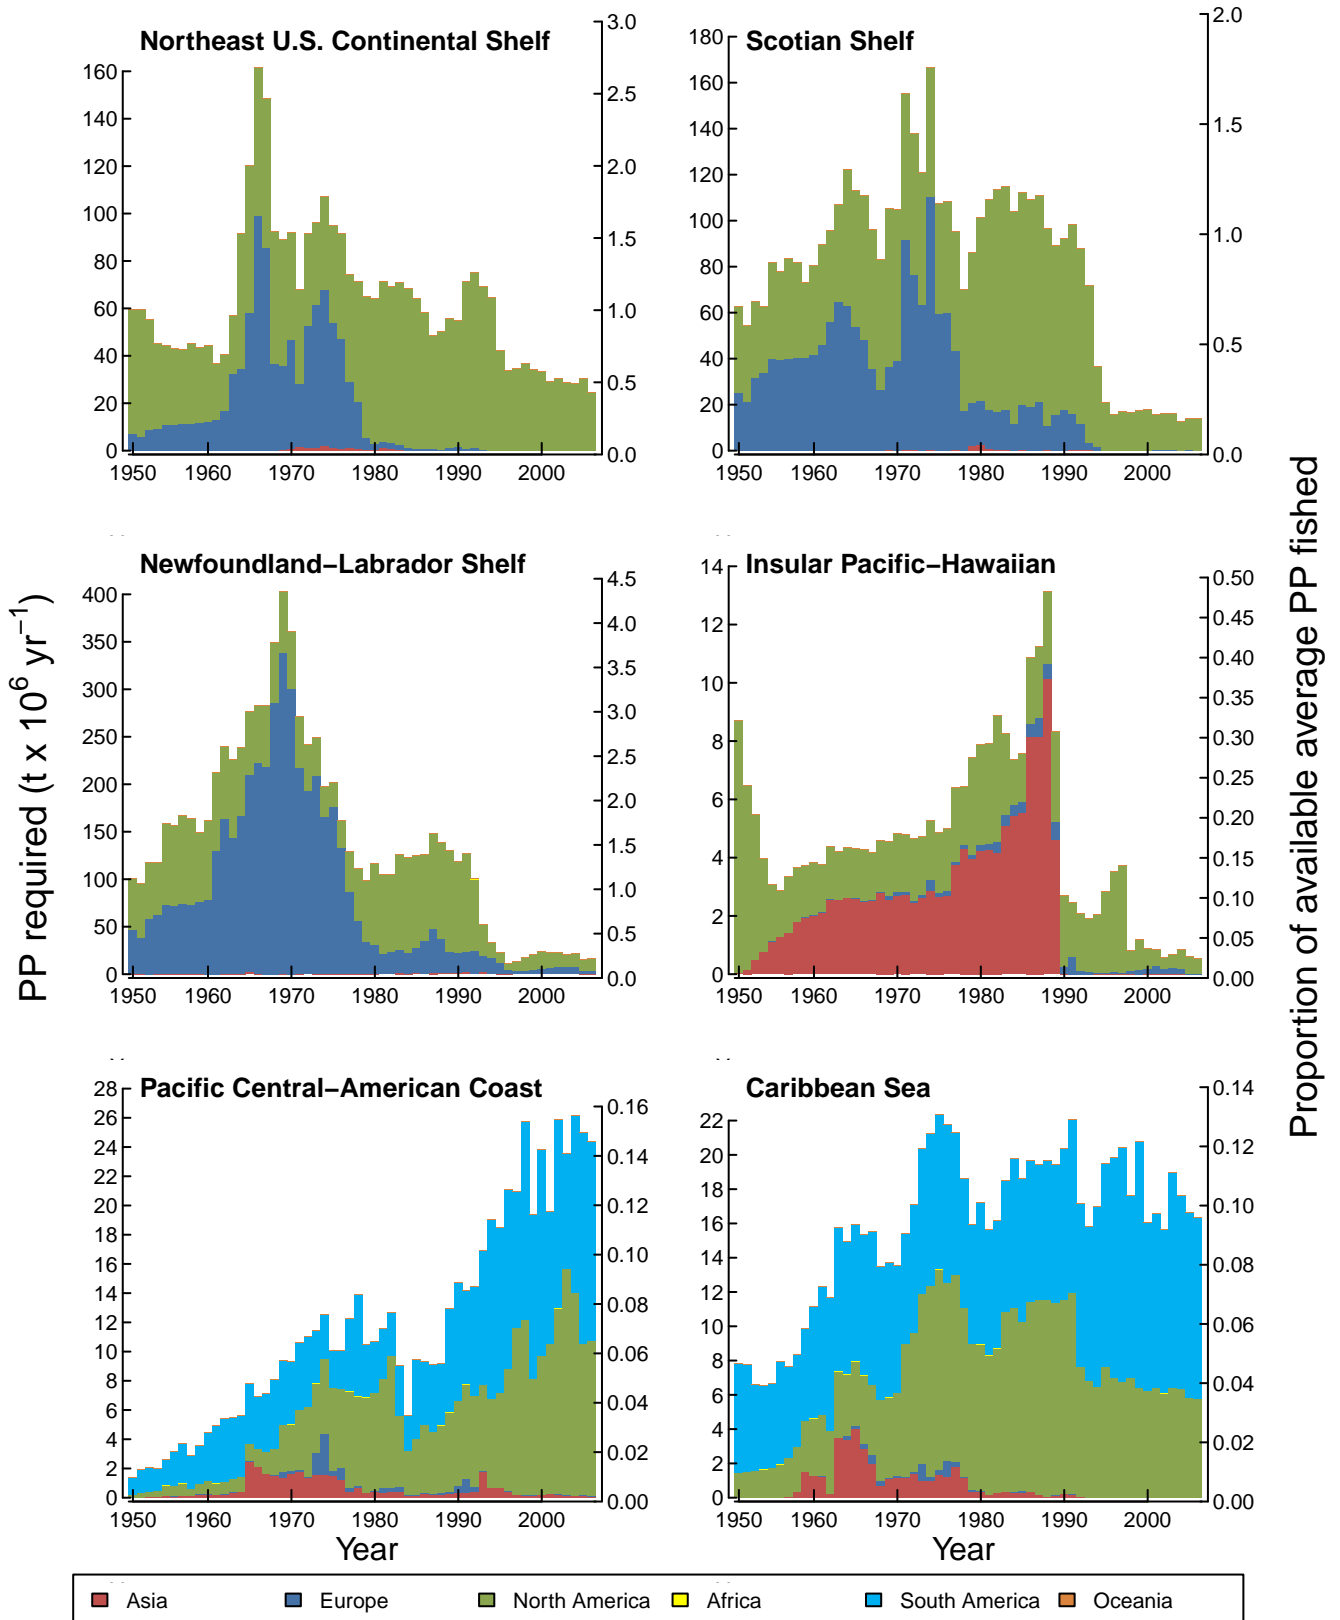 Northeast U.S. Continental Shelf
0 20 40 60 80 100 120 140 160
0.0 0.5 1.0 1.5 2.0 2.5 3.0
1950 1960 1970 1980 1990 2000
Scotian Shelf
0 20 40 60 80 100 120 140 160 180
0.0 0.5 1.0 1.5 2.0
1950 1960 1970 1980 1990 2000
Newfoundland–Labrador Shelf
0 50 100 150 200 250 300 350 400
0.0 0.5 1.0 1.5 2.0 2.5 3.0 3.5 4.0 4.5
1950 1960 1970 1980 1990 2000
Insular Pacific–Hawaiian
0 2 4 6 8 10 12 14
0.00 0.05 0.10 0.15 0.20 0.25 0.30 0.35 0.40 0.45 0.50
1950 1960 1970 1980 1990 2000
Pacific Central–American Coast
0 2 4 6 8 10 12 14 16 18 20 22 24 26 28
0.00 0.02 0.04 0.06 0.08 0.10 0.12 0.14 0.16
1950 1960 1970 1980 1990 2000
Year
Caribbean Sea
0 2 4 6 8 10 12 14 16 18 20 22
0.00 0.02 0.04 0.06 0.08 0.10 0.12 0.14
1950 1960 1970 1980 1990 2000
Year
PP required (t x 10⁶ yr⁻¹)
Proportion of available average PP fished
Asia Europe North America Africa South America Oceania